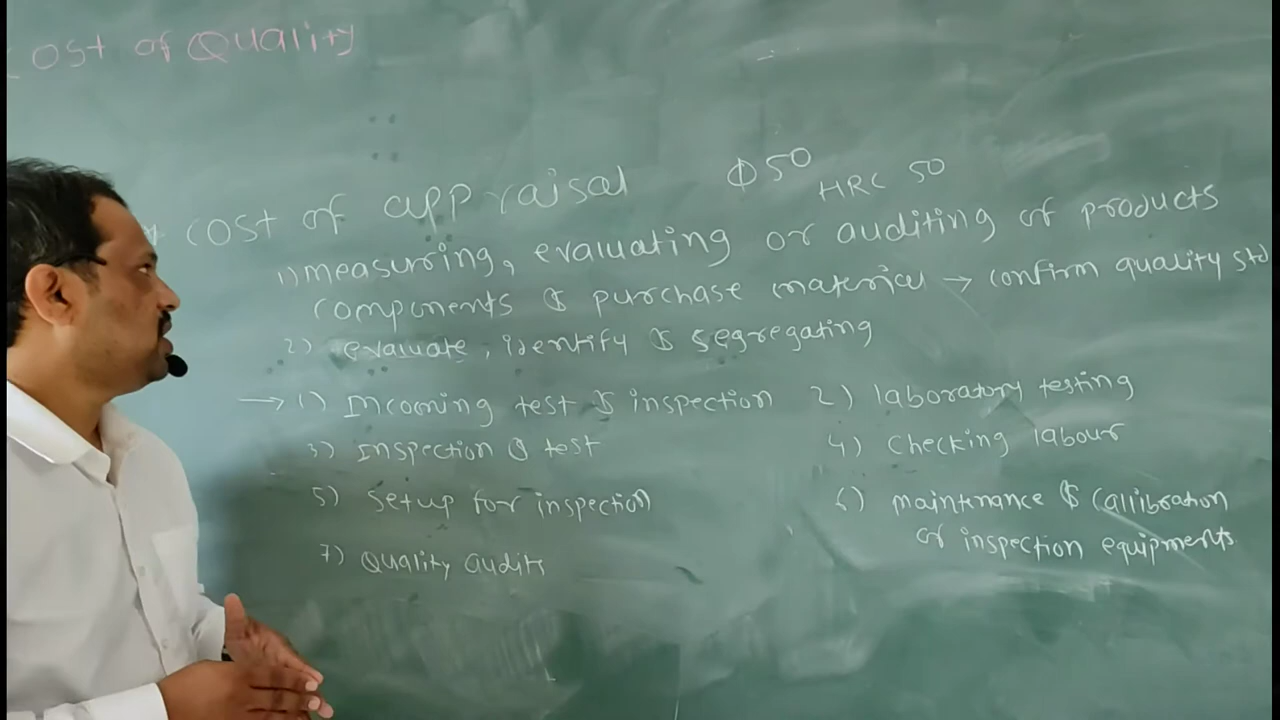 Cost of Quality
Φ50
HRC 50
* cost of appraisal
1) measuring, evaluating or auditing of products
components & purchase material → confirm quality std
2) evaluate, identify & segregating
→ 1) Incoming test & inspection 2) laboratory testing
3) Inspection & test 4) Checking labour
5) Setup for inspection 6) maintenance & Callibration
of inspection equipments
7) Quality audits